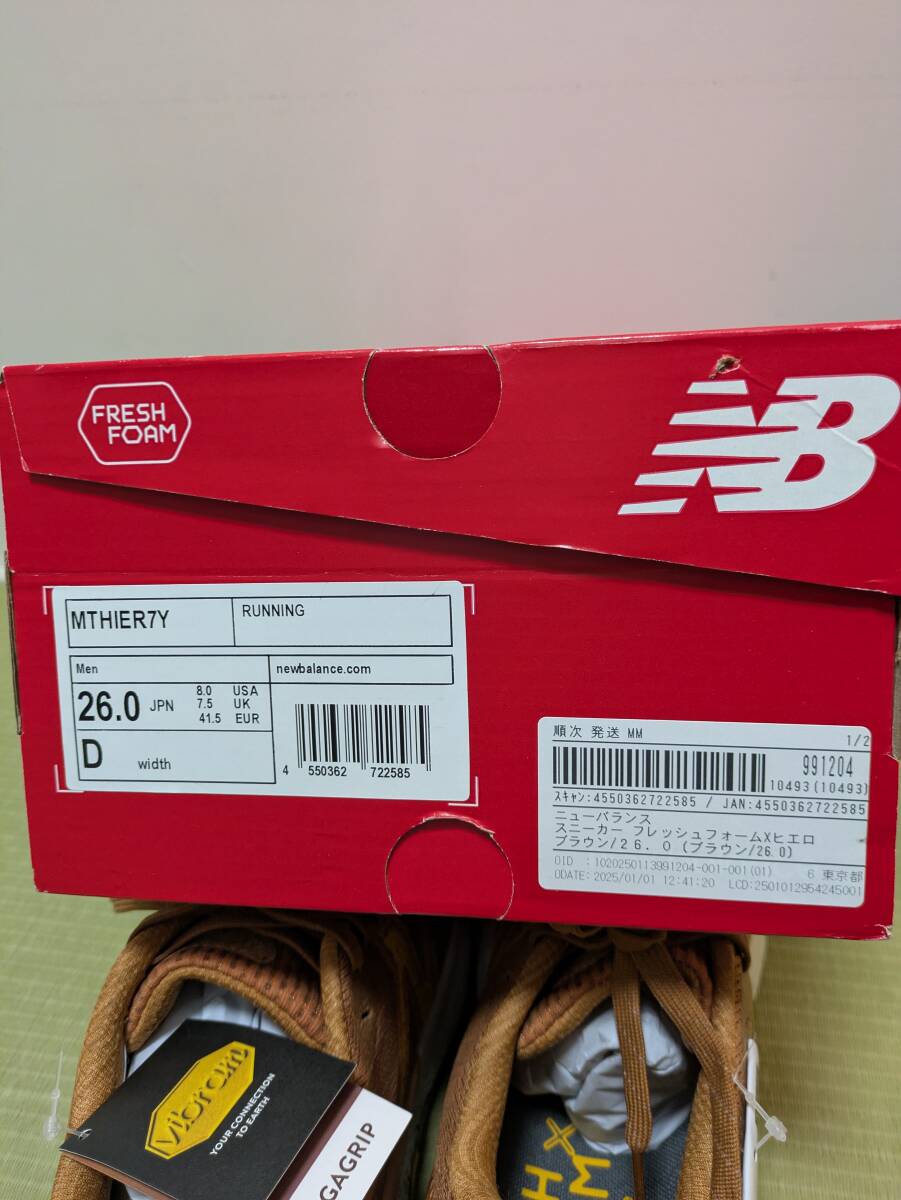 FRESH
FOAM
NB
MTHIER7Y
RUNNING
Men
newbalance.com
26.0 JPN
8.0 USA
7.5 UK
41.5 EUR
D width
4 550362 722585
順次 発送 MM
1/2
991204
10493(10493)
ｽｷｬﾝ:4550362722585 / JAN:4550362722585
ニューバランス
スニーカー フレッシュフォームXヒエロ
ブラウン/26.0(ブラウン/26.0)
OID :1020250113991204-001-001(01) 6 東京都
ODATE: 2025/01/01 12:41:20 LCD:2501012954245001
vibram
YOUR CONNECTION
TO EARTH
GAGRIP
H×
M